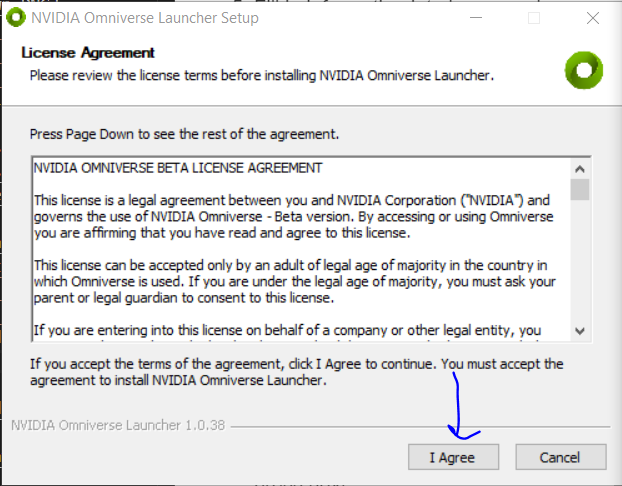 NVIDIA Omniverse Launcher Setup
License Agreement
Please review the license terms before installing NVIDIA Omniverse Launcher.
Press Page Down to see the rest of the agreement.
NVIDIA OMNIVERSE BETA LICENSE AGREEMENT
This license is a legal agreement between you and NVIDIA Corporation ("NVIDIA") and
governs the use of NVIDIA Omniverse - Beta version. By accessing or using Omniverse
you are affirming that you have read and agree to this license.
This license can be accepted only by an adult of legal age of majority in the country in
which Omniverse is used. If you are under the legal age of majority, you must ask your
parent or legal guardian to consent to this license.
If you are entering into this license on behalf of a company or other legal entity, you
If you accept the terms of the agreement, click I Agree to continue. You must accept the
agreement to install NVIDIA Omniverse Launcher.
NVIDIA Omniverse Launcher 1.0.38
I Agree
Cancel